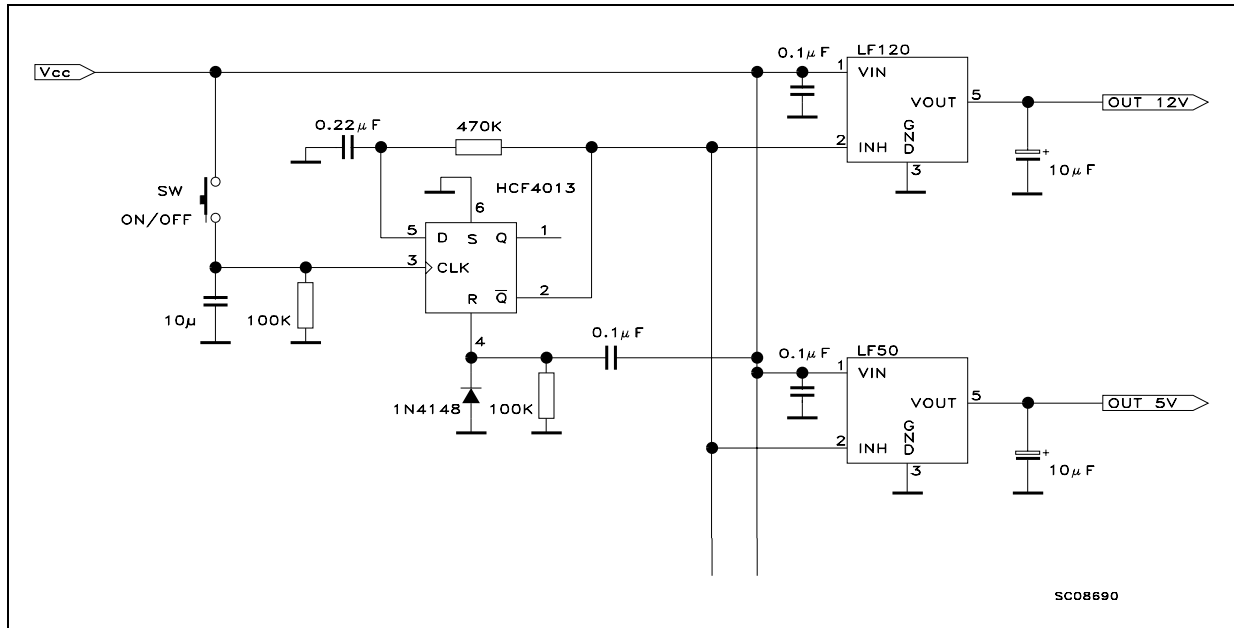 Vcc
0.1μF
LF120
1
VIN
VOUT
5
OUT 12V
GND
2
INH
3
+
10μF
0.22μF
470K
HCF4013
SW
ON/OFF
6
5
D
S
Q
1
3
CLK
R
Q̅
2
10μ
100K
4
0.1μF
1N4148
100K
0.1μF
LF50
1
VIN
VOUT
5
OUT 5V
GND
2
INH
3
+
10μF
SC08690